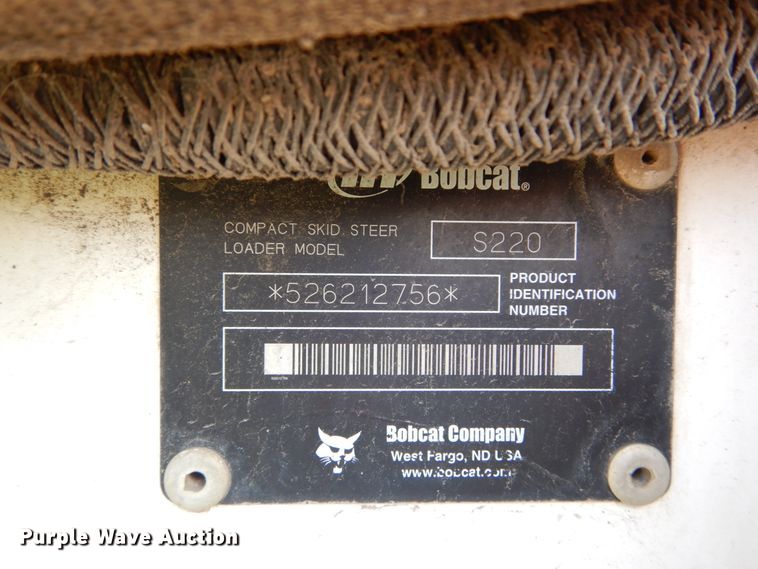 Bobcat®
COMPACT SKID STEER
LOADER MODEL
S220
*526212756*
PRODUCT
IDENTIFICATION
NUMBER
Bobcat Company
West Fargo, ND USA
www.bobcat.com
Purple Wave Auction